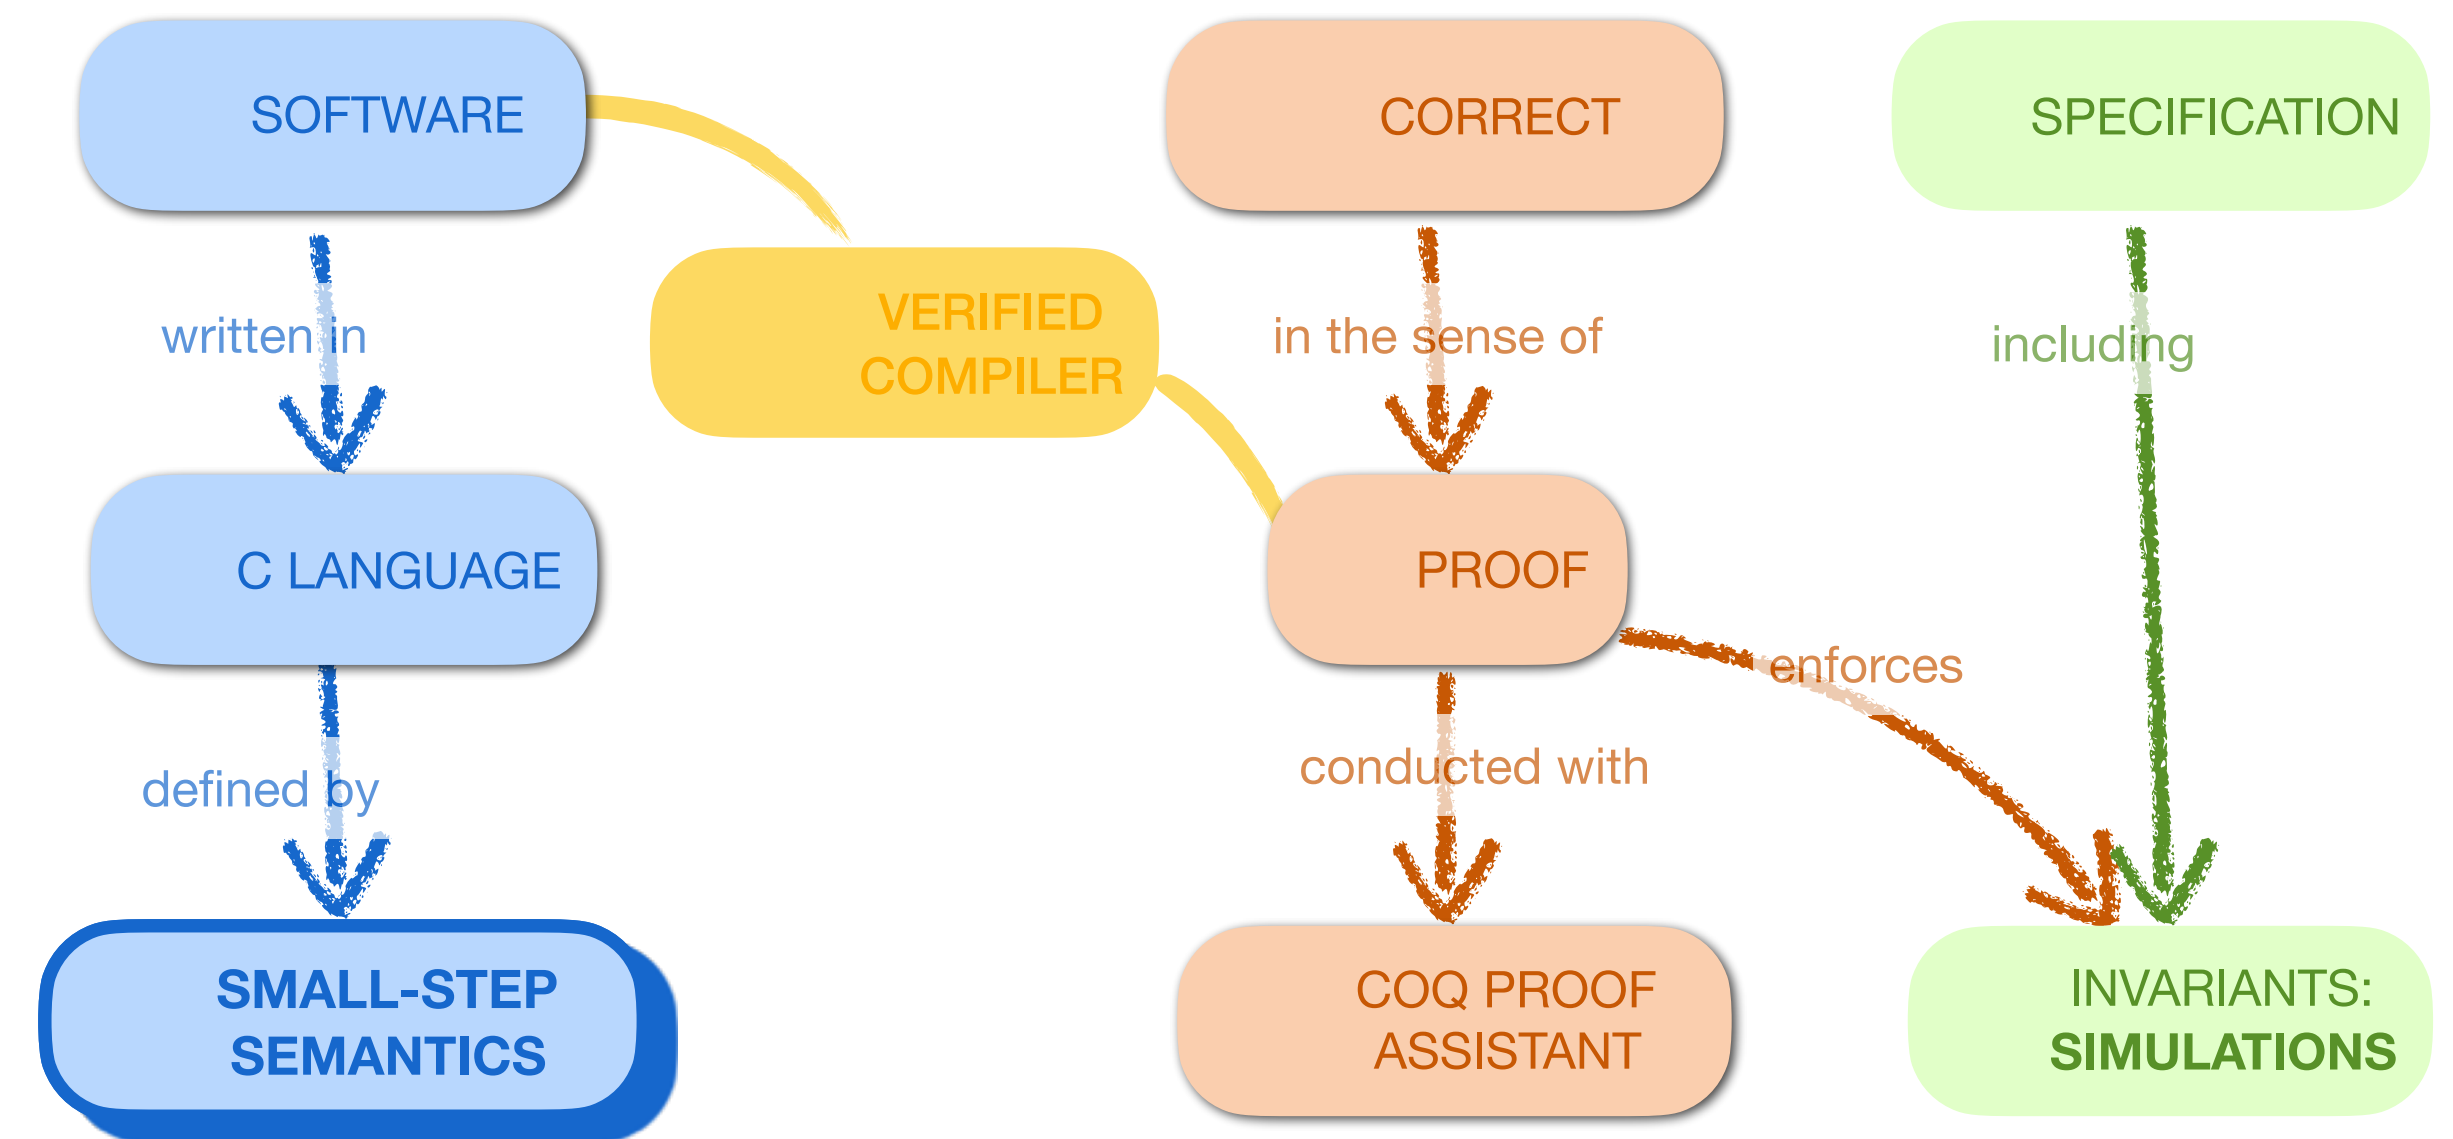 SOFTWARE
CORRECT
SPECIFICATION
VERIFIED
COMPILER
written in
in the sense of
including
C LANGUAGE
PROOF
enforces
defined by
conducted with
SMALL-STEP
SEMANTICS
COQ PROOF
ASSISTANT
INVARIANTS:
SIMULATIONS